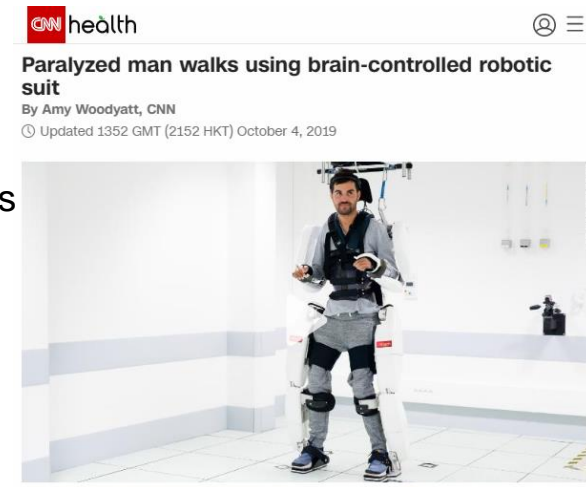 CNN health
Paralyzed man walks using brain-controlled robotic
suit
By Amy Woodyatt, CNN
Updated 1352 GMT (2152 HKT) October 4, 2019
s